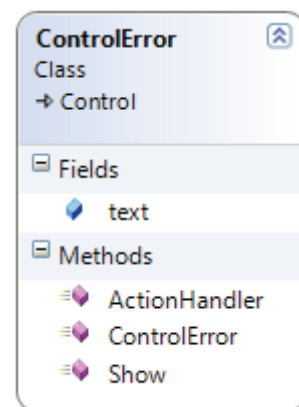 ControlError
Class
Control
Fields
text
Methods
ActionHandler
ControlError
Show